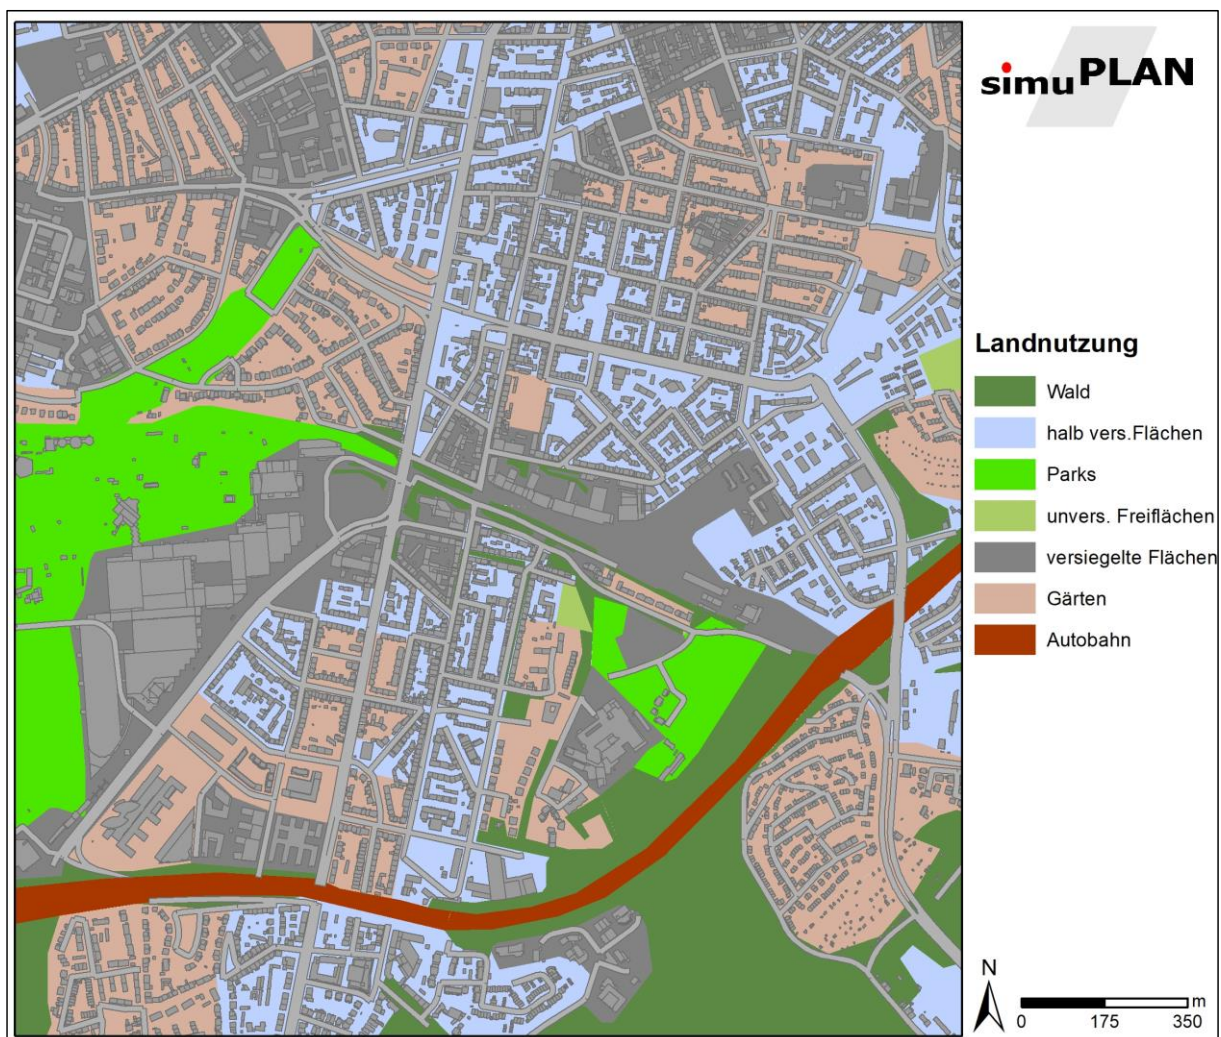 simuPLAN
Landnutzung
Wald
halb vers.Flächen
Parks
unvers. Freiflächen
versiegelte Flächen
Gärten
Autobahn
N
m
0 175 350